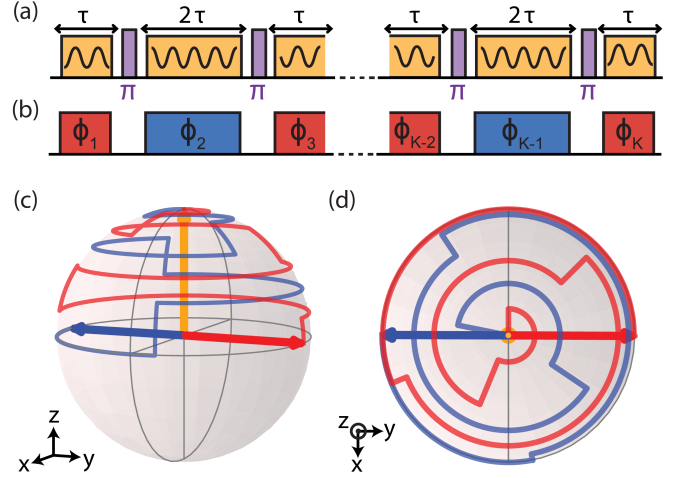 (a) τ 2τ τ τ 2τ τ
π π π π
(b) ϕ1 ϕ2 ϕ3 ϕK-2 ϕK-1 ϕK
(c) (d)
z
x y
z y
x